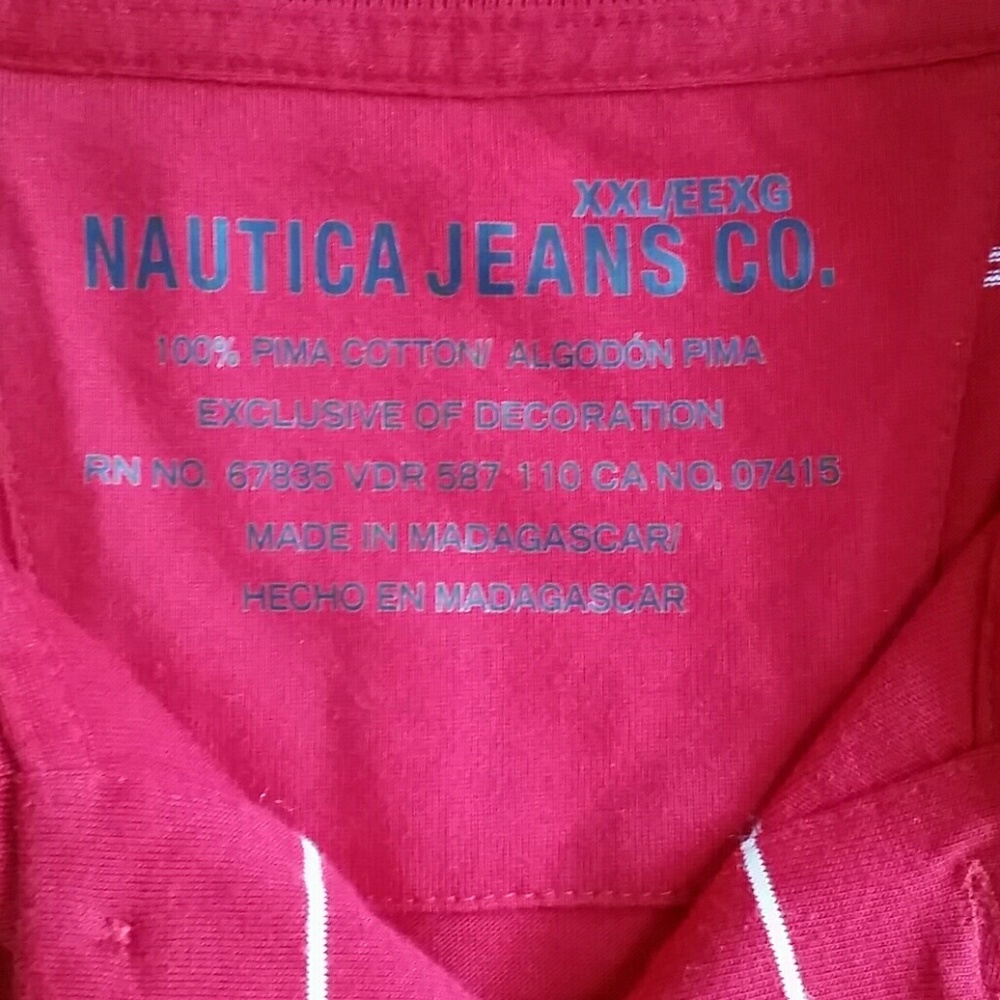 XXL/EEXG
NAUTICA JEANS CO.
100% PIMA COTTON/ ALGODÓN PIMA
EXCLUSIVE OF DECORATION
RN NO. 67835 VDR 587 110 CA NO. 07415
MADE IN MADAGASCAR/
HECHO EN MADAGASCAR